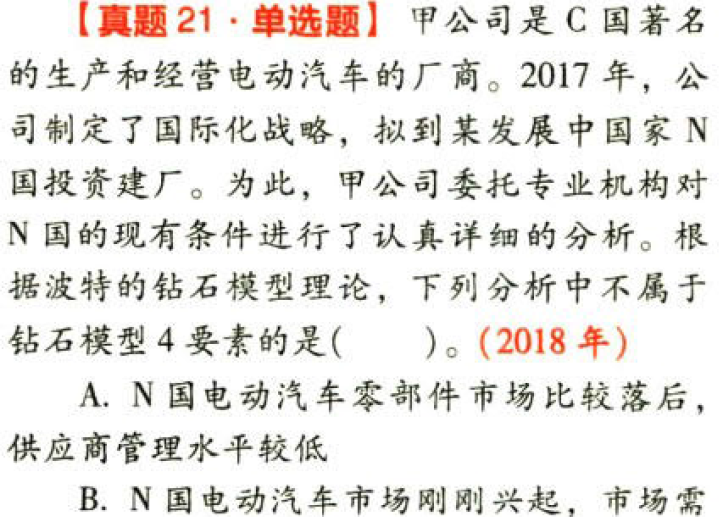 【真题 21·单选题】 甲公司是 C 国著名
的生产和经营电动汽车的厂商。2017 年，公
司制定了国际化战略，拟到某发展中国家 N
国投资建厂。为此，甲公司委托专业机构对
N 国的现有条件进行了认真详细的分析。根
据波特的钻石模型理论，下列分析中不属于
钻石模型 4 要素的是(　　)。(2018 年)
A. N 国电动汽车零部件市场比较落后，
供应商管理水平较低
B. N 国电动汽车市场刚刚兴起，市场需